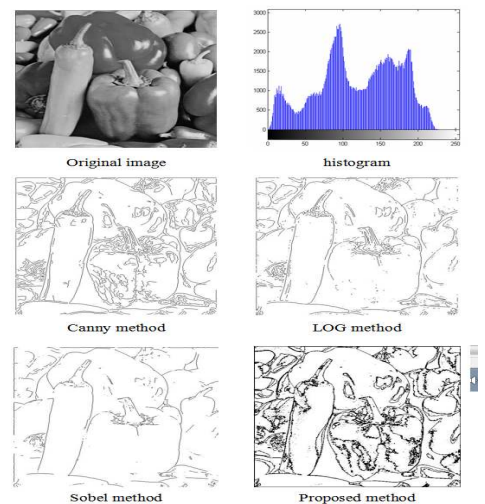 3000
2500
2000
1500
1000
500
0
0 50 100 150 200 250
Original image histogram
Canny method LOG method
Sobel method Proposed method